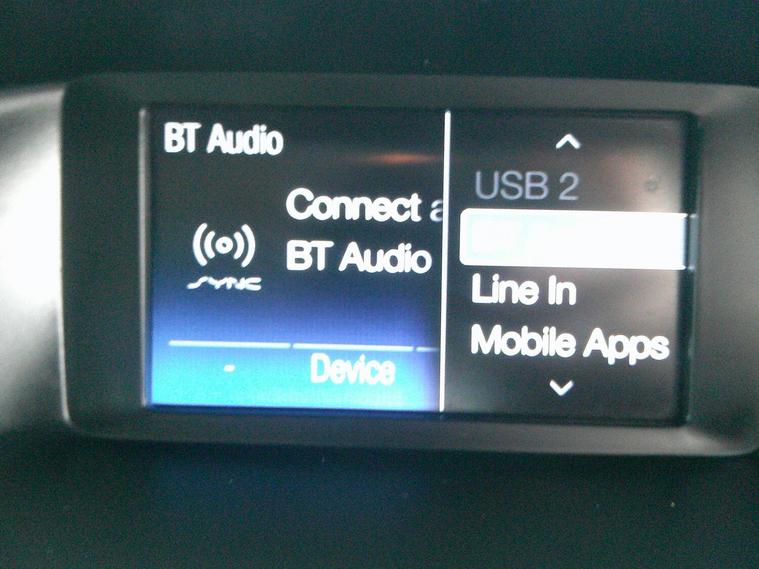 BT Audio
Connect a
BT Audio
SYNC
- Device
USB 2
Line In
Mobile Apps